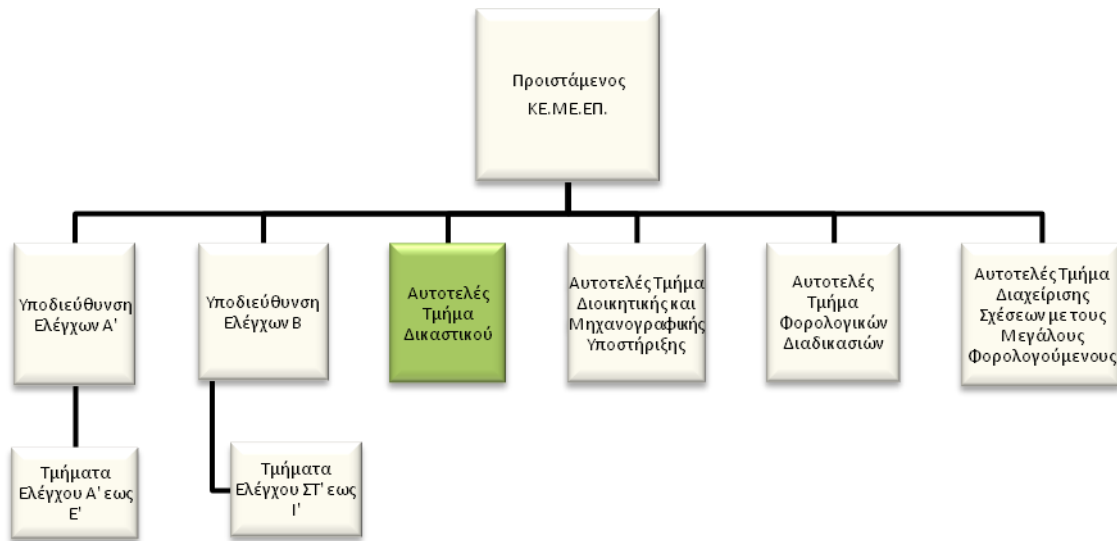 Προιστάμενος
ΚΕ.ΜΕ.ΕΠ.
Υποδιεύθυνση
Ελέγχων Α'
Υποδιεύθυνση
Ελέγχων Β
Αυτοτελές
Τμήμα
Δικαστικού
Αυτοτελές Τμήμα
Διοικητικής και
Μηχανογραφικής
Υποστήριξης
Αυτοτελές
Τμήμα
Φορολογικών
Διαδικασιών
Αυτοτελές Τμήμα
Διαχείρισης
Σχέσεων με τους
Μεγάλους
Φορολογούμενους
Τμήματα
Ελέγχου Α' εως
Ε'
Τμήματα
Ελέγχου ΣΤ' εως
Ι'